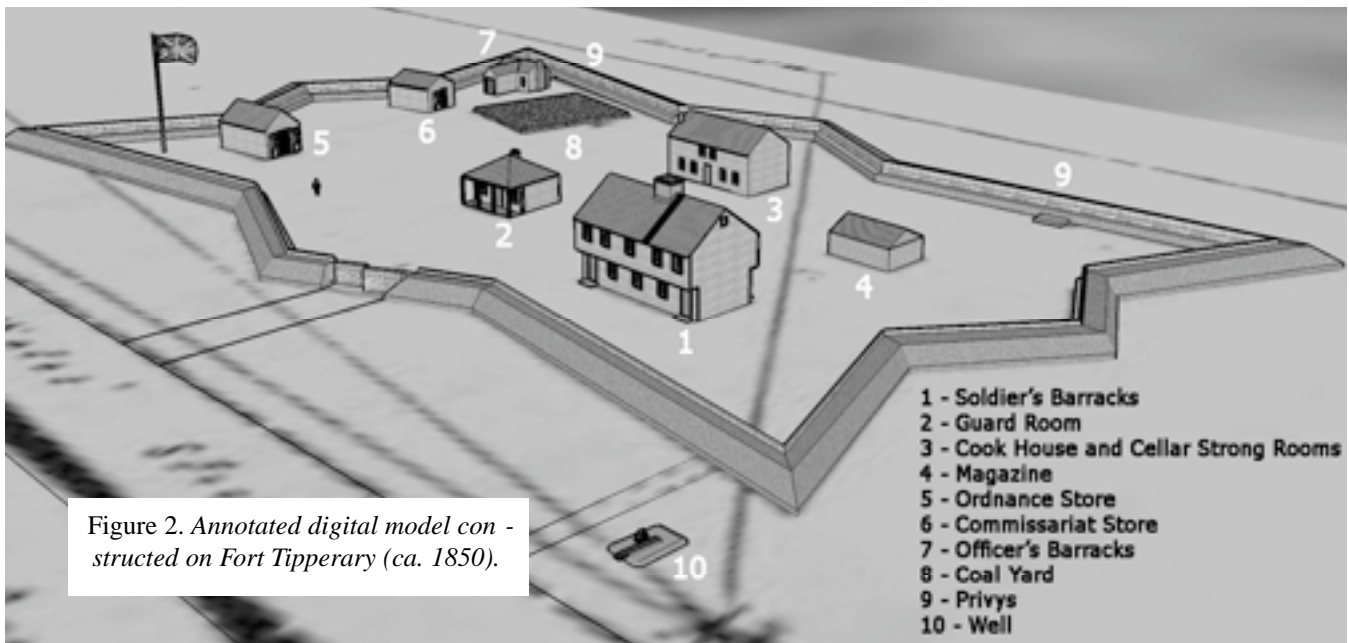 7
9
5
6
8
9
3
2
4
1
1 - Soldier's Barracks
2 - Guard Room
3 - Cook House and Cellar Strong Rooms
4 - Magazine
5 - Ordnance Store
6 - Commissariat Store
7 - Officer's Barracks
8 - Coal Yard
9 - Privys
10 - Well
Figure 2. Annotated digital model con -
structed on Fort Tipperary (ca. 1850).
10